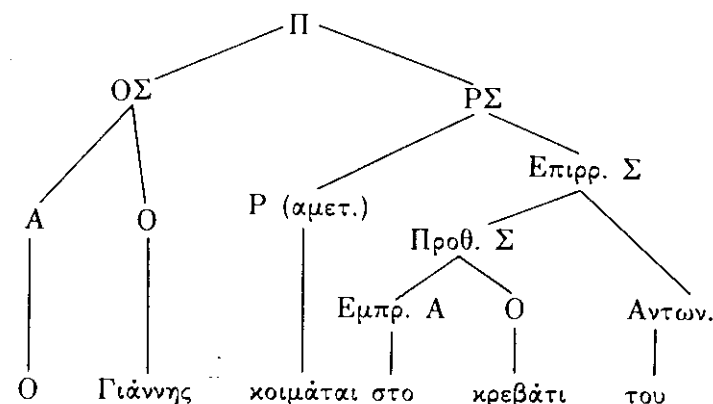 Π
ΟΣ ΡΣ
Επιρρ. Σ
Α Ο Ρ (αμετ.)
Προθ. Σ
Εμπρ. Α Ο Αντων.
Ο Γιάννης κοιμάται στο κρεβάτι του